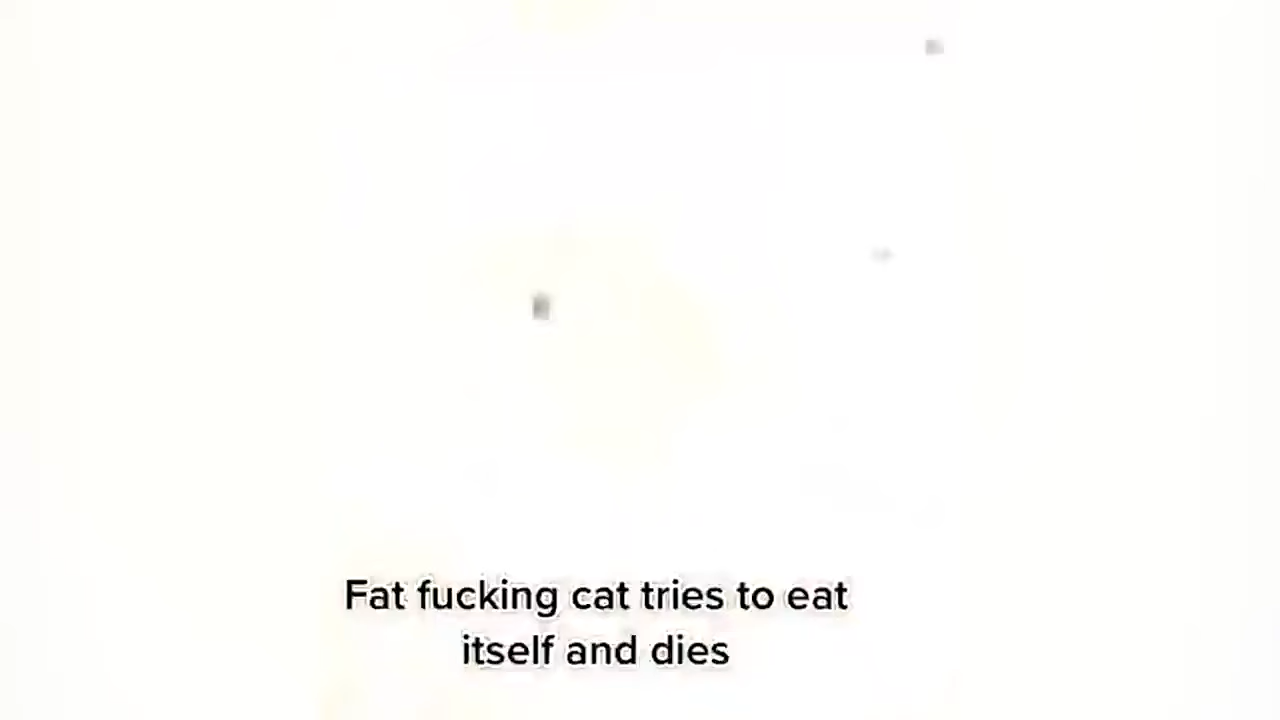 Fat fucking cat tries to eat
itself and dies